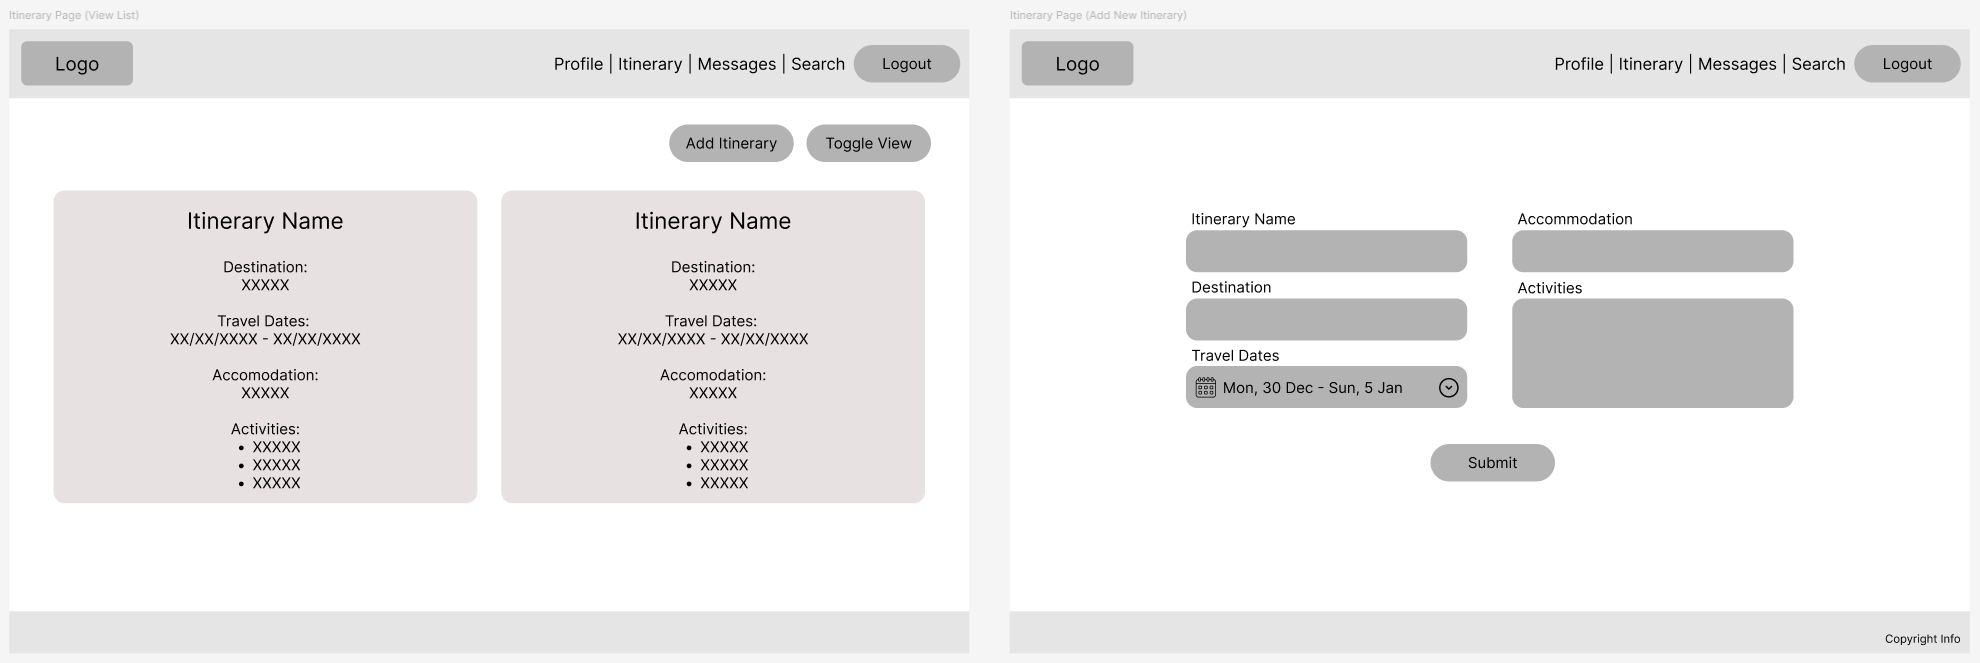 Itinerary Page (View List)
Logo
Profile | Itinerary | Messages | Search
Logout
Add Itinerary
Toggle View
Itinerary Name
Destination:
XXXXX
Travel Dates:
XX/XX/XXXX - XX/XX/XXXX
Accomodation:
XXXXX
Activities:
• XXXXX
• XXXXX
• XXXXX
Itinerary Name
Destination:
XXXXX
Travel Dates:
XX/XX/XXXX - XX/XX/XXXX
Accomodation:
XXXXX
Activities:
• XXXXX
• XXXXX
• XXXXX
Itinerary Page (Add New Itinerary)
Logo
Profile | Itinerary | Messages | Search
Logout
Itinerary Name
Destination
Travel Dates
Mon, 30 Dec - Sun, 5 Jan
Accommodation
Activities
Submit
Copyright Info